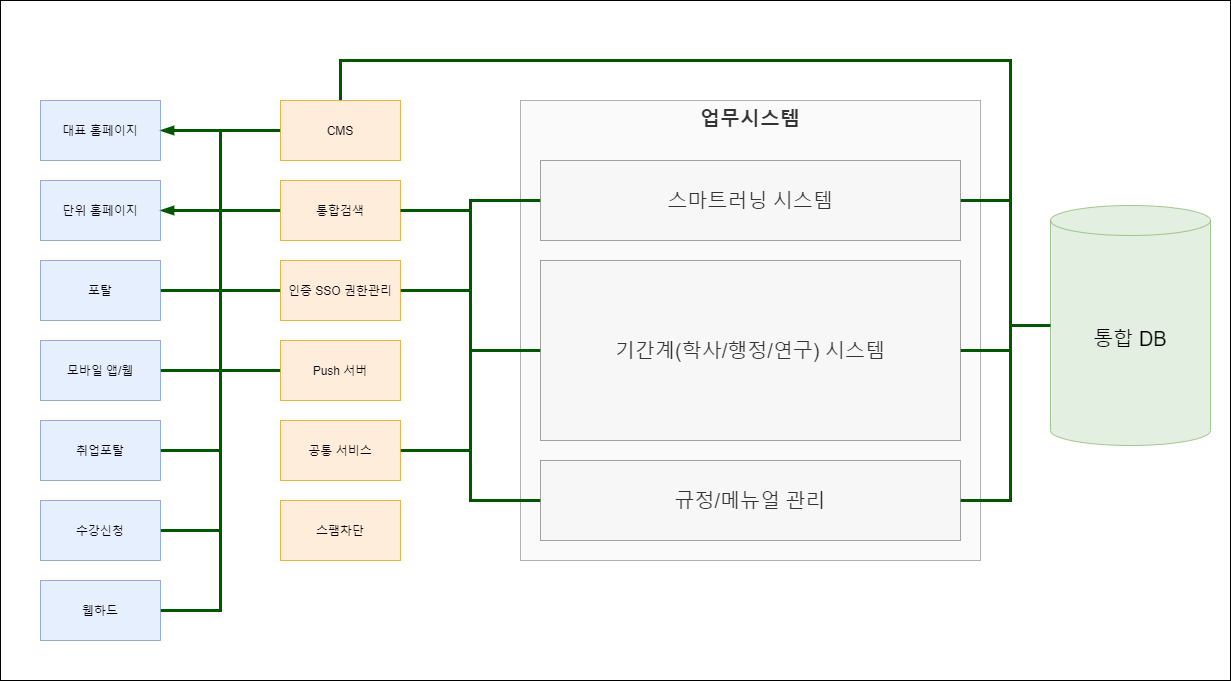 대표 홈페이지
단위 홈페이지
포탈
모바일 앱/웹
취업포탈
수강신청
웹하드
CMS
통합검색
인증 SSO 권한관리
Push 서버
공통 서비스
스팸차단
업무시스템
스마트러닝 시스템
기간계(학사/행정/연구) 시스템
규정/메뉴얼 관리
통합 DB